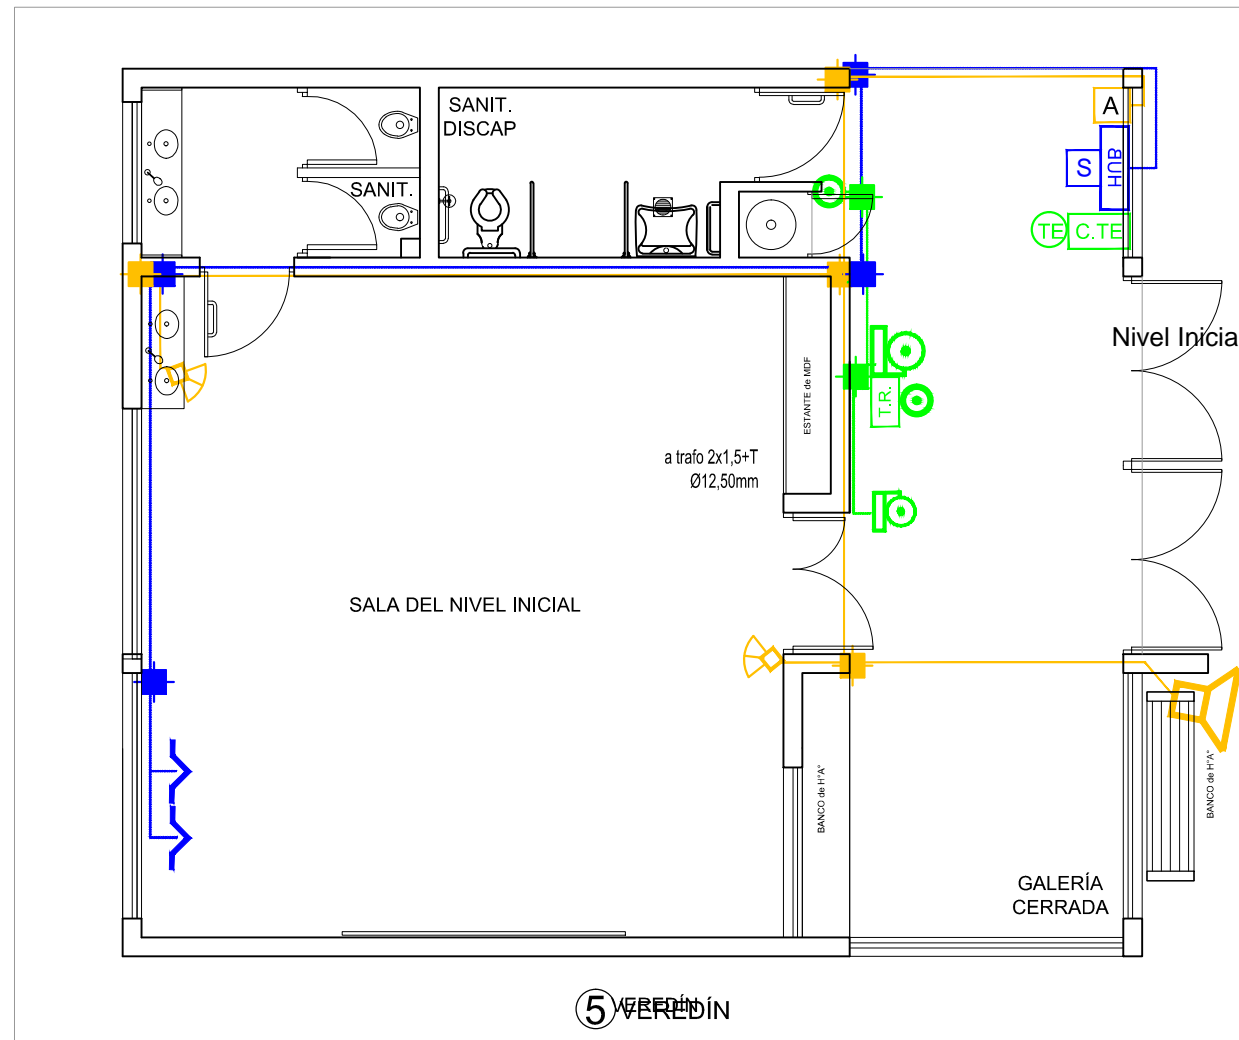 SANIT.
DISCAP
A
S
HUB
SANIT.
TE
C.TE
Nivel Inicia
ESTANTE de MDF
T.R.
a trafo 2x1,5+T
Ø12,50mm
SALA DEL NIVEL INICIAL
BANCO de H°A°
BANCO de H°A°
GALERÍA
CERRADA
5
VEREDÍN
VEREDÍN